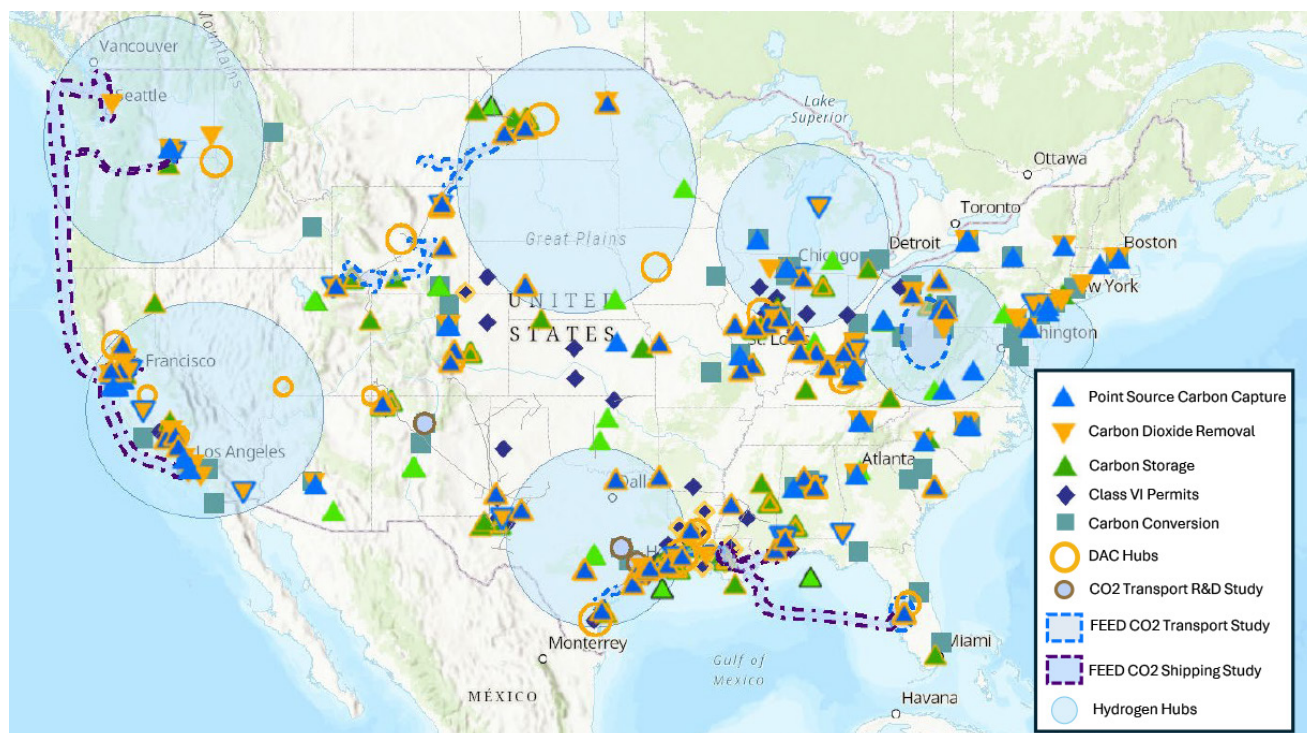 Vancouver
Mountains
Seattle
Lake
Superior
Ottawa
Toronto
Great Plains
Detroit
Boston
Chicago
ew York
UNITED
STATES
St. Louis
hington
Francisco
Los Angeles
Atlanta
Dalla
H
Monterrey
Miami
Gulf of
Mexico
MÉXICO
Havana
Point Source Carbon Capture
Carbon Dioxide Removal
Carbon Storage
Class VI Permits
Carbon Conversion
DAC Hubs
CO2 Transport R&D Study
FEED CO2 Transport Study
FEED CO2 Shipping Study
Hydrogen Hubs